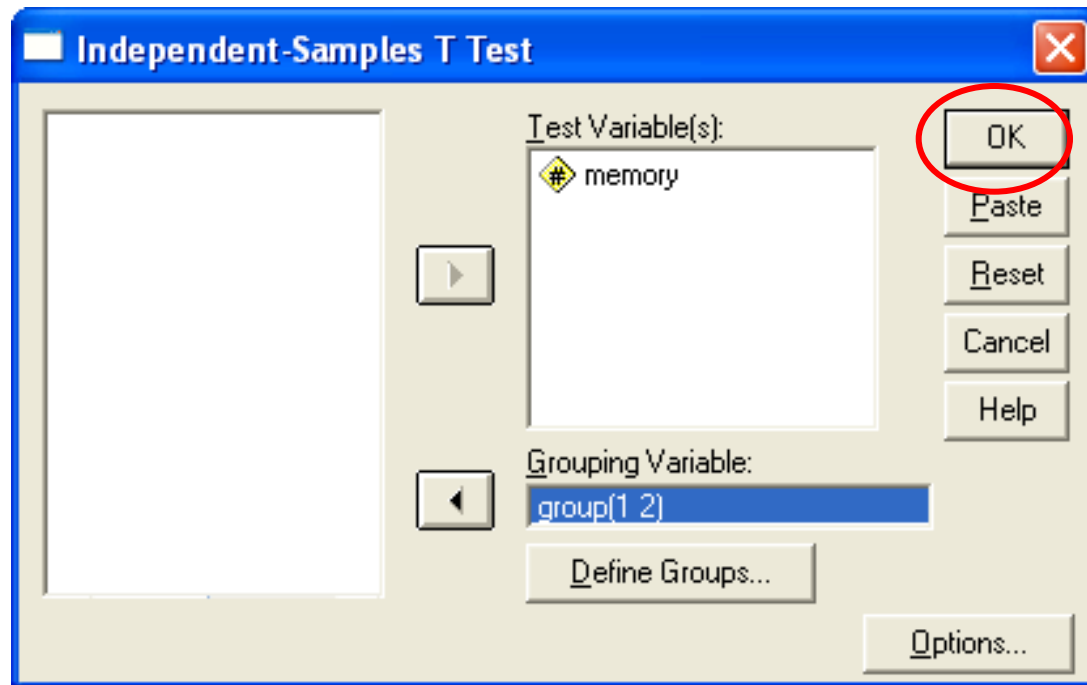 Independent-Samples T Test
Test Variable(s):
# memory
OK
Paste
Reset
Cancel
Help
Grouping Variable:
group(1 2)
Define Groups...
Options...